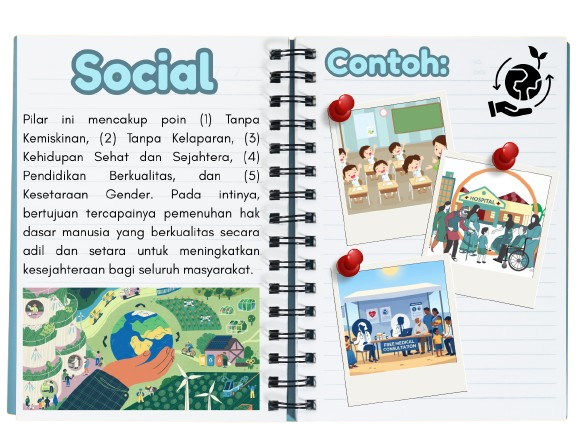 Social
Pilar ini mencakup poin (1) Tanpa
Kemiskinan, (2) Tanpa Kelaparan, (3)
Kehidupan Sehat dan Sejahtera, (4)
Pendidikan Berkualitas, dan (5)
Kesetaraan Gender. Pada intinya,
bertujuan tercapainya pemenuhan hak
dasar manusia yang berkualitas secara
adil dan setara untuk meningkatkan
kesejahteraan bagi seluruh masyarakat.
Contoh:
HOSPITAL
FREE MEDICAL
CONSULTATION